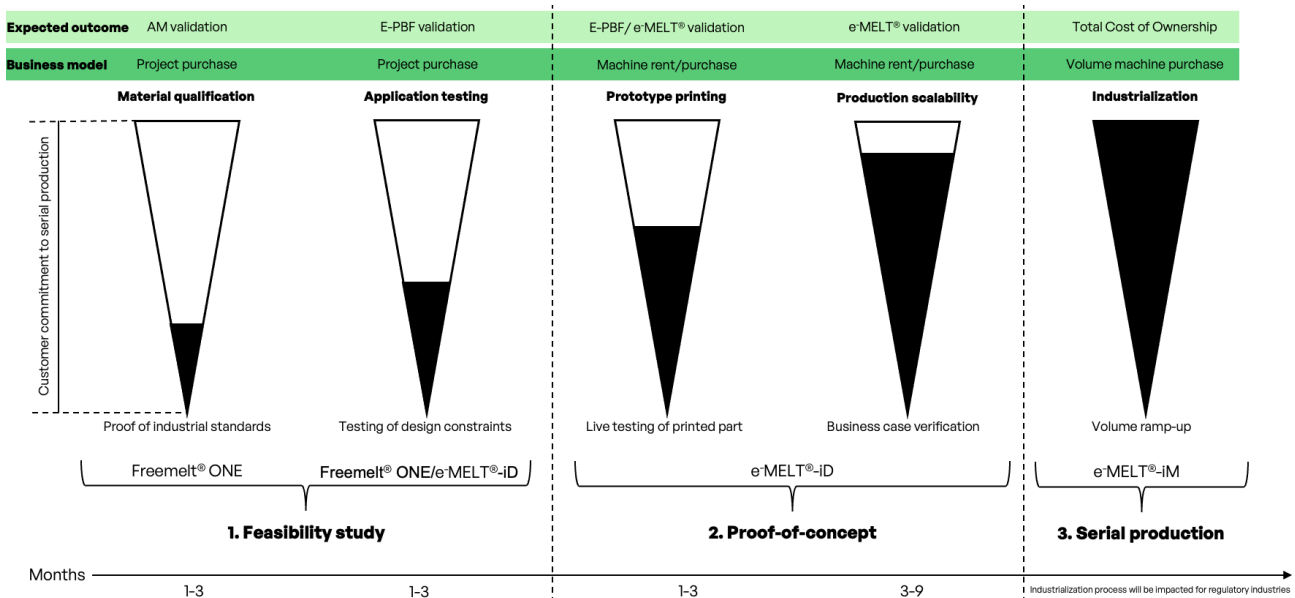 Expected outcome AM validation E-PBF validation E-PBF/ e-MELT® validation e-MELT® validation Total Cost of Ownership
Business model Project purchase Project purchase Machine rent/purchase Machine rent/purchase Volume machine purchase
Material qualification Application testing Prototype printing Production scalability Industrialization
Customer commitment to serial production
Proof of industrial standards Testing of design constraints Live testing of printed part Business case verification Volume ramp-up
Freemelt® ONE Freemelt® ONE/e-MELT®-iD e-MELT®-iD e-MELT®-iM
1. Feasibility study 2. Proof-of-concept 3. Serial production
Months
1-3 1-3 1-3 3-9 Industrialization process will be impacted for regulatory industries